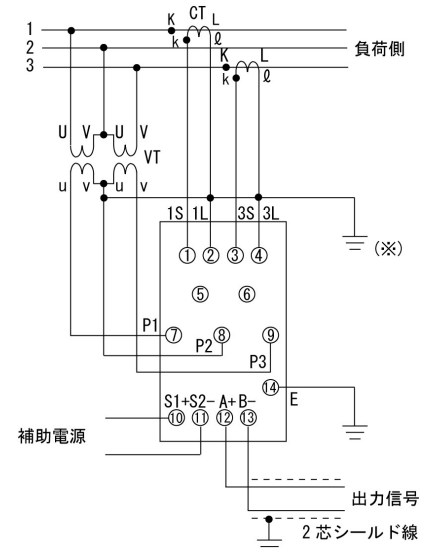 CT
1 K L
2 k ℓ 負荷側
3 K L
k ℓ
U V U V
VT
u v u v
1S 1L 3S 3L
① ② ③ ④ (※)
⑤ ⑥
P1 ⑦ ⑧ ⑨
P2
P3
⑭ E
S1+ S2- A+ B-
⑩ ⑪ ⑫ ⑬
補助電源
出力信号
2芯シールド線